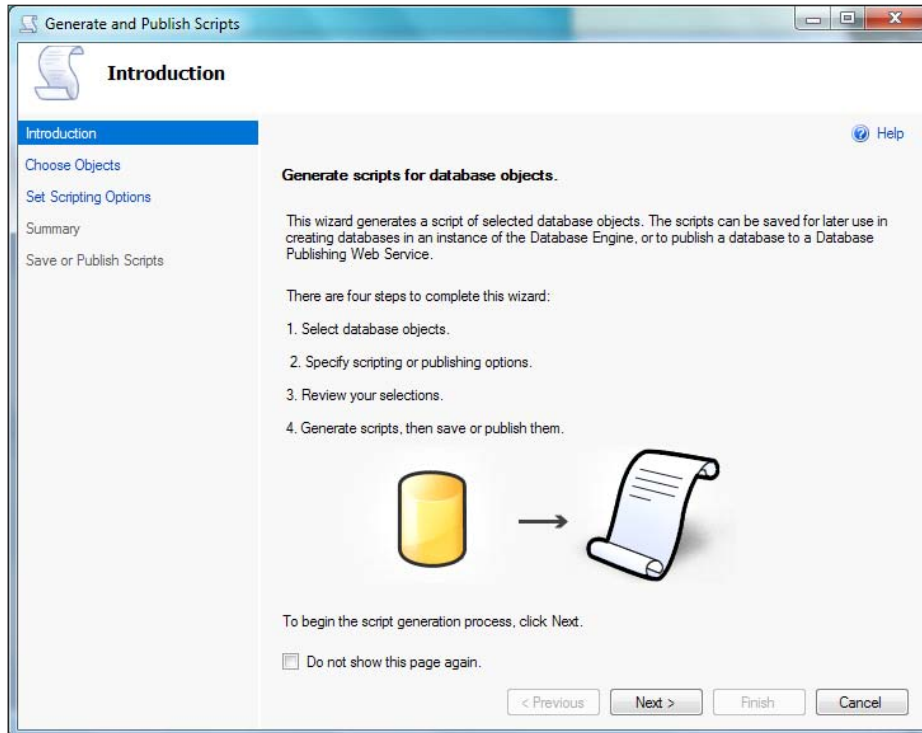 Generate and Publish Scripts
Introduction
Introduction
Choose Objects
Set Scripting Options
Summary
Save or Publish Scripts
Help
Generate scripts for database objects.
This wizard generates a script of selected database objects. The scripts can be saved for later use in
creating databases in an instance of the Database Engine, or to publish a database to a Database
Publishing Web Service.
There are four steps to complete this wizard:
1. Select database objects.
2. Specify scripting or publishing options.
3. Review your selections.
4. Generate scripts, then save or publish them.
To begin the script generation process, click Next.
Do not show this page again.
< Previous
Next >
Finish
Cancel